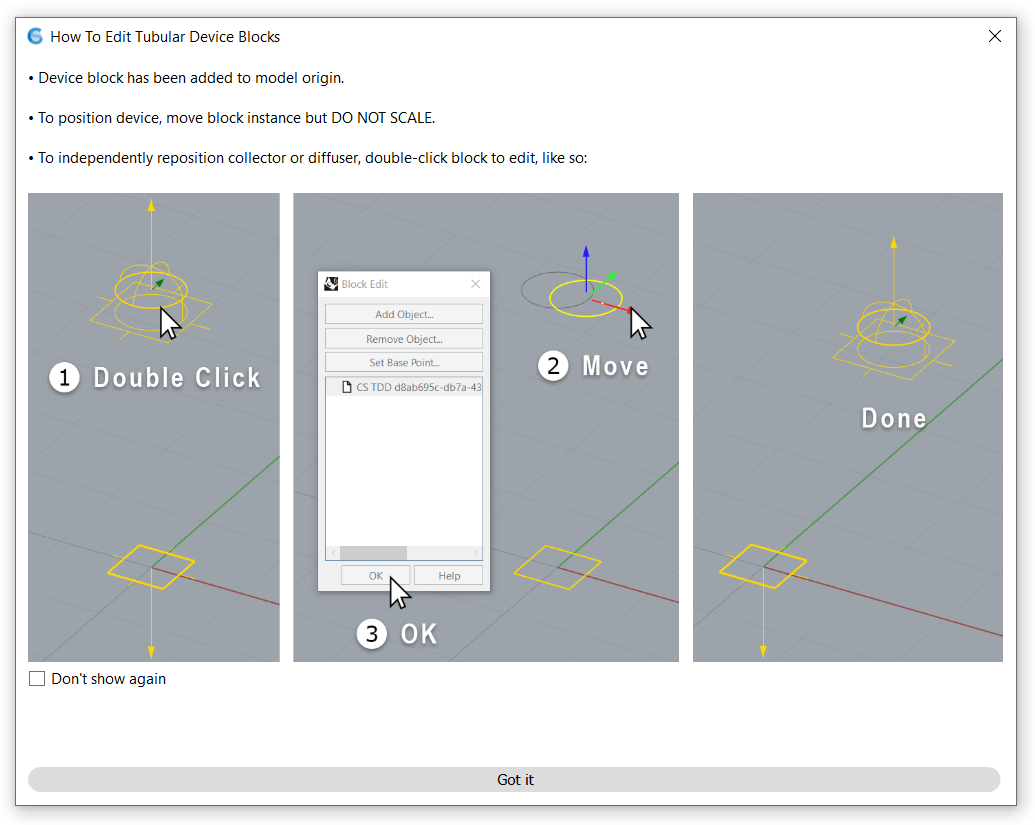 How To Edit Tubular Device Blocks
• Device block has been added to model origin.
• To position device, move block instance but DO NOT SCALE.
• To independently reposition collector or diffuser, double-click block to edit, like so:
1 Double Click
Block Edit
Add Object...
Remove Object...
Set Base Point...
CS TDD d8ab695c-db7a-43
OK
Help
2 Move
3 OK
Done
Don't show again
Got it